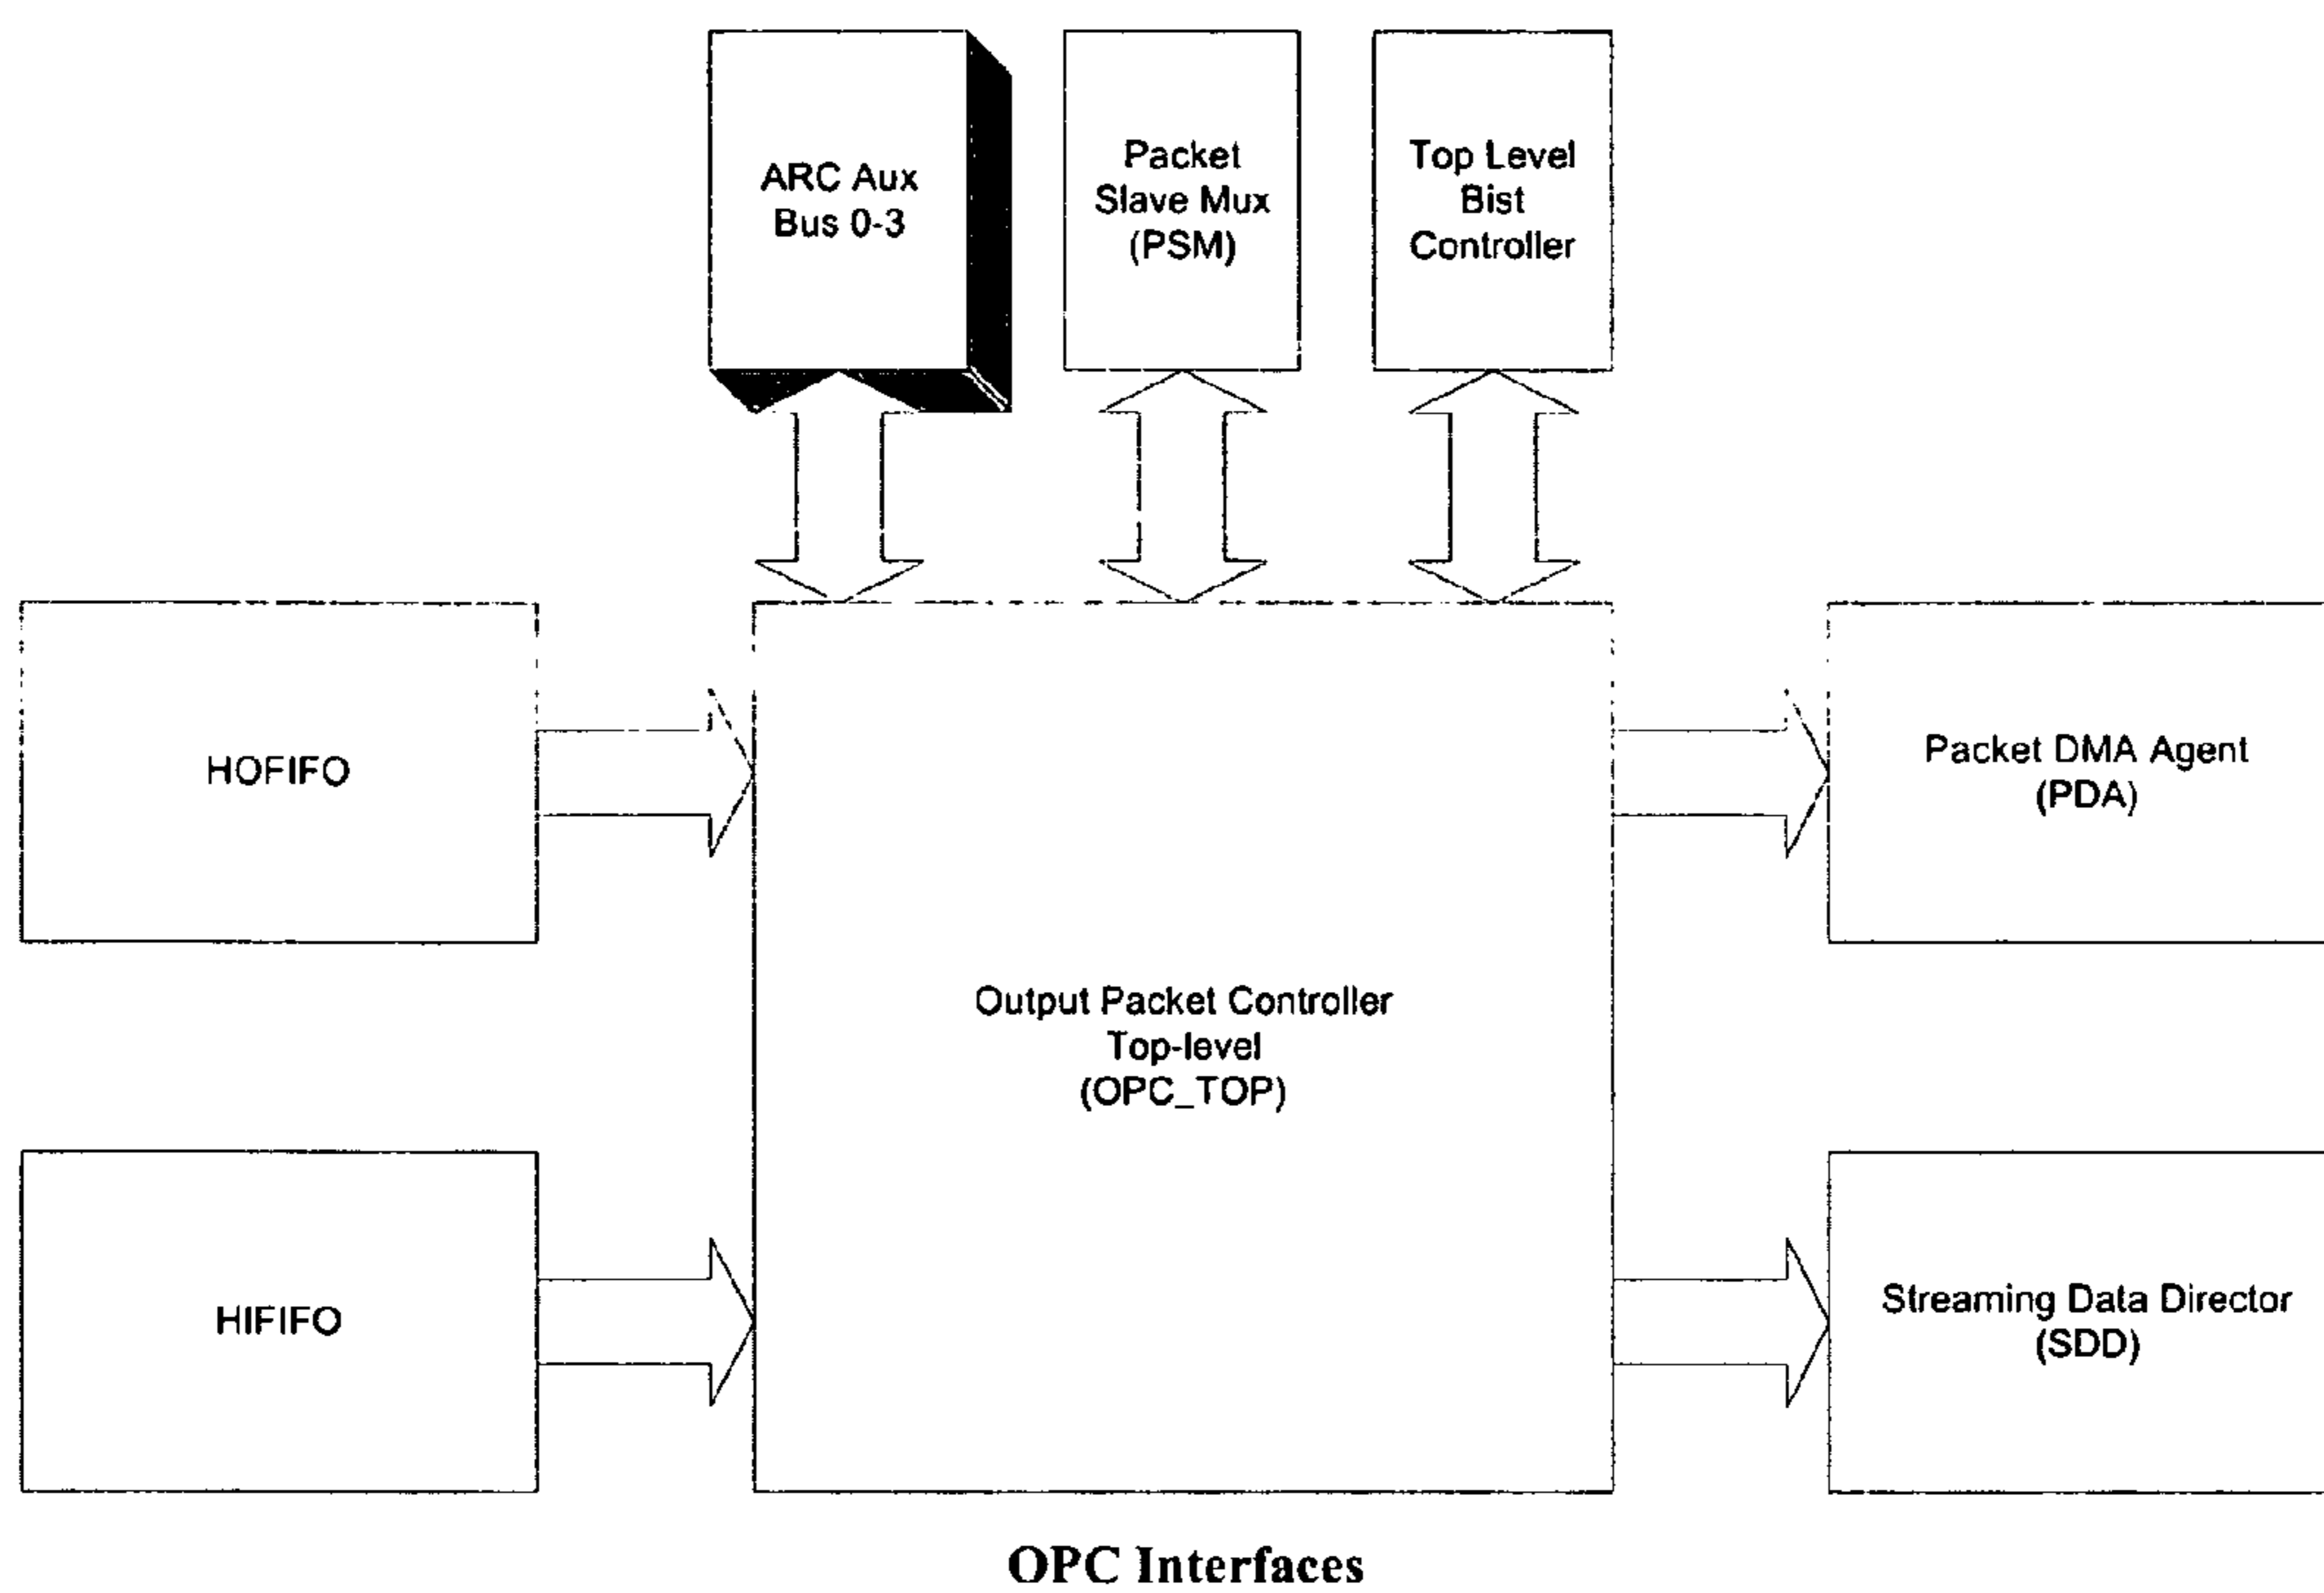 ARC Aux
Bus 0-3
Packet
Slave Mux
(PSM)
Top Level
Bist
Controller
HOFIFO
Packet DMA Agent
(PDA)
Output Packet Controller
Top-level
(OPC_TOP)
HIFIFO
Streaming Data Director
(SDD)
OPC Interfaces